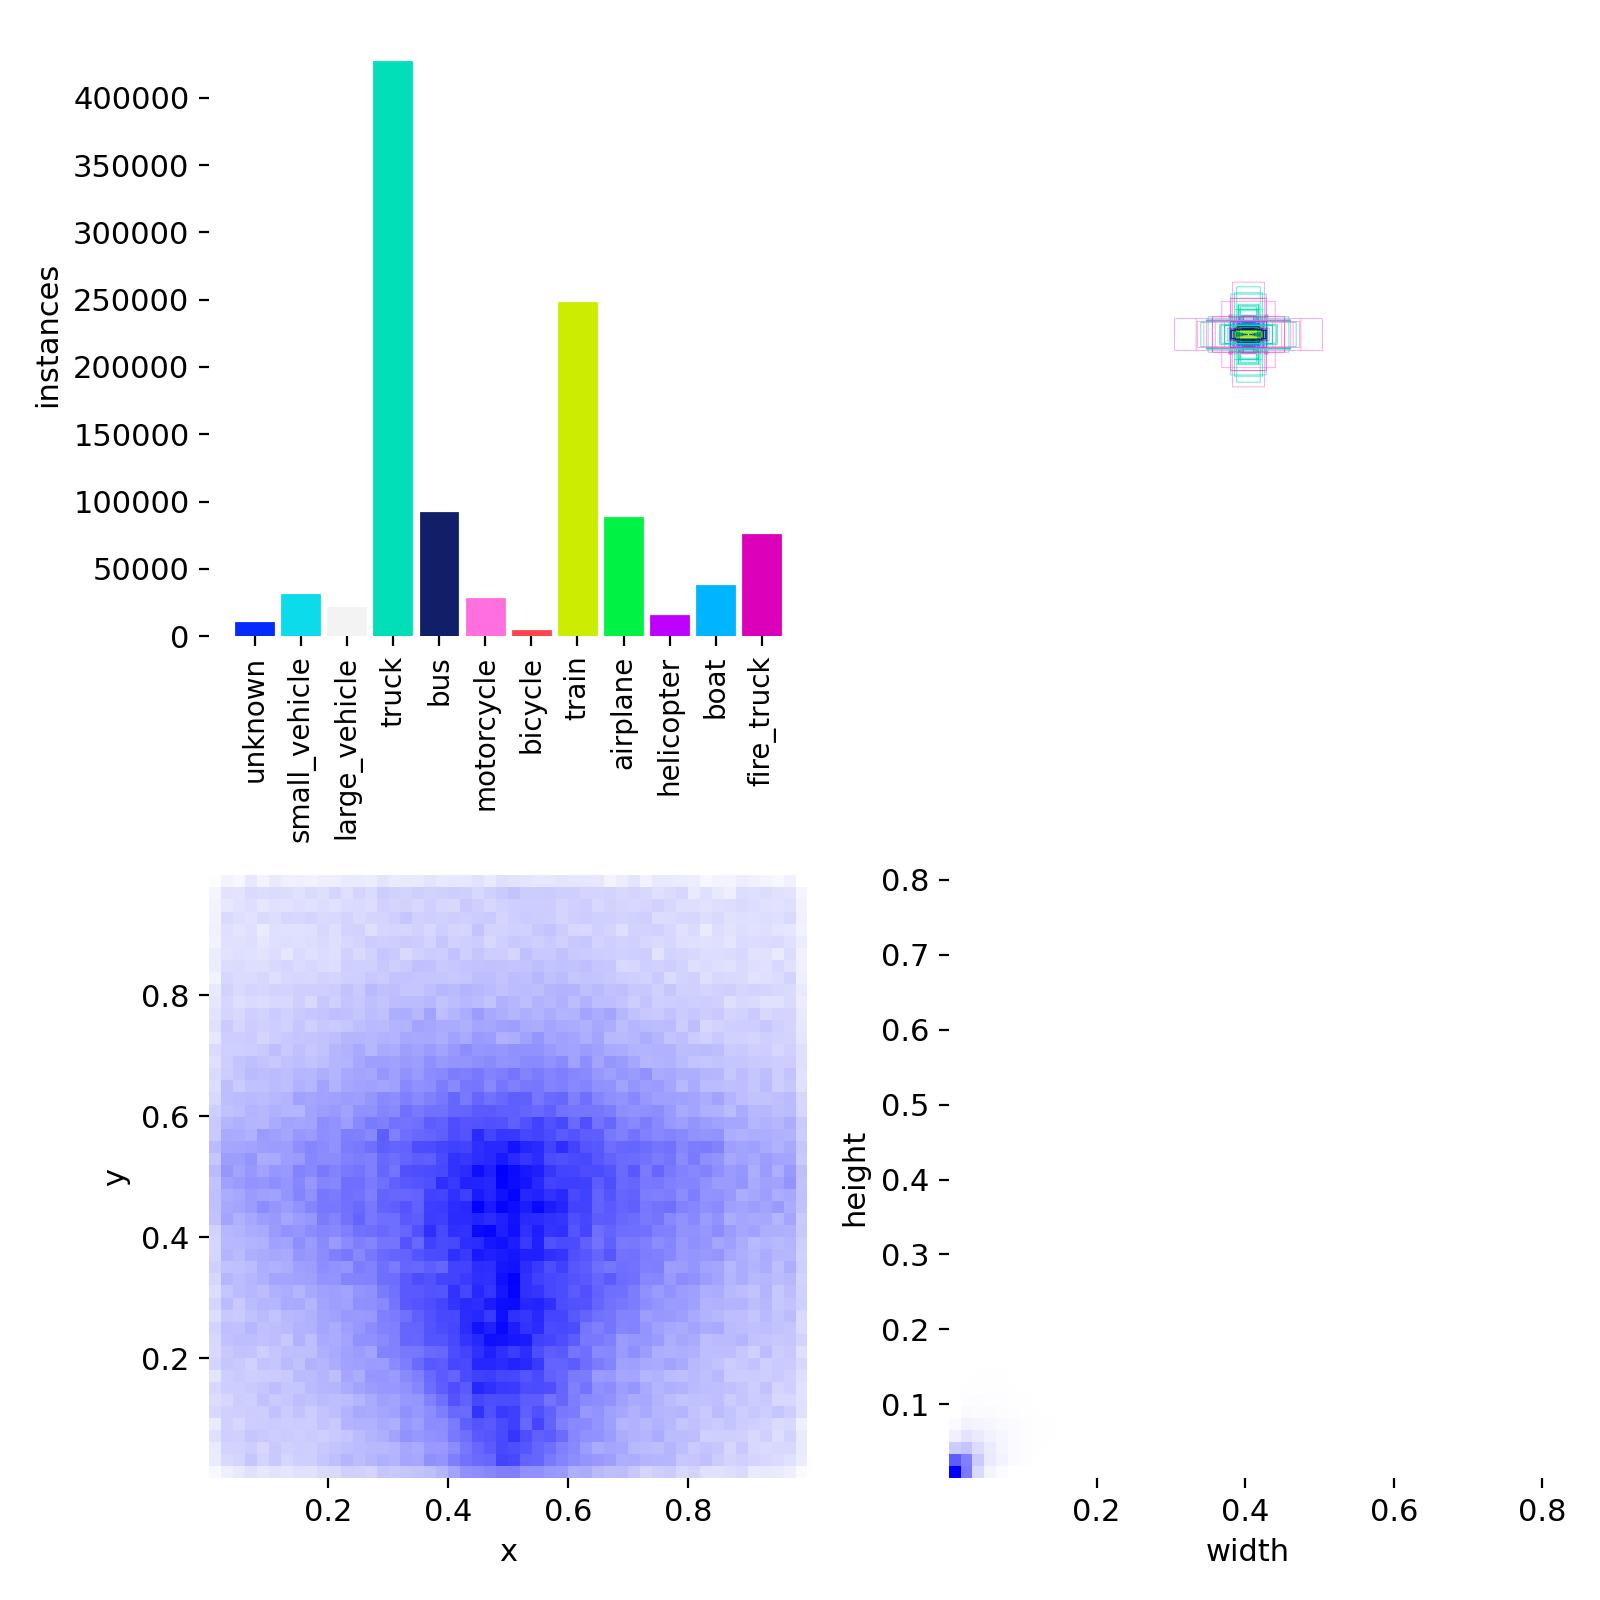 400000
350000
300000
250000
200000
150000
100000
50000
0
instances
unknown
small_vehicle
large_vehicle
truck
bus
motorcycle
bicycle
train
airplane
helicopter
boat
fire_truck
0.8
0.6
0.4
0.2
y
0.2 0.4 0.6 0.8
x
0.8
0.7
0.6
0.5
0.4
0.3
0.2
0.1
height
0.2 0.4 0.6 0.8
width